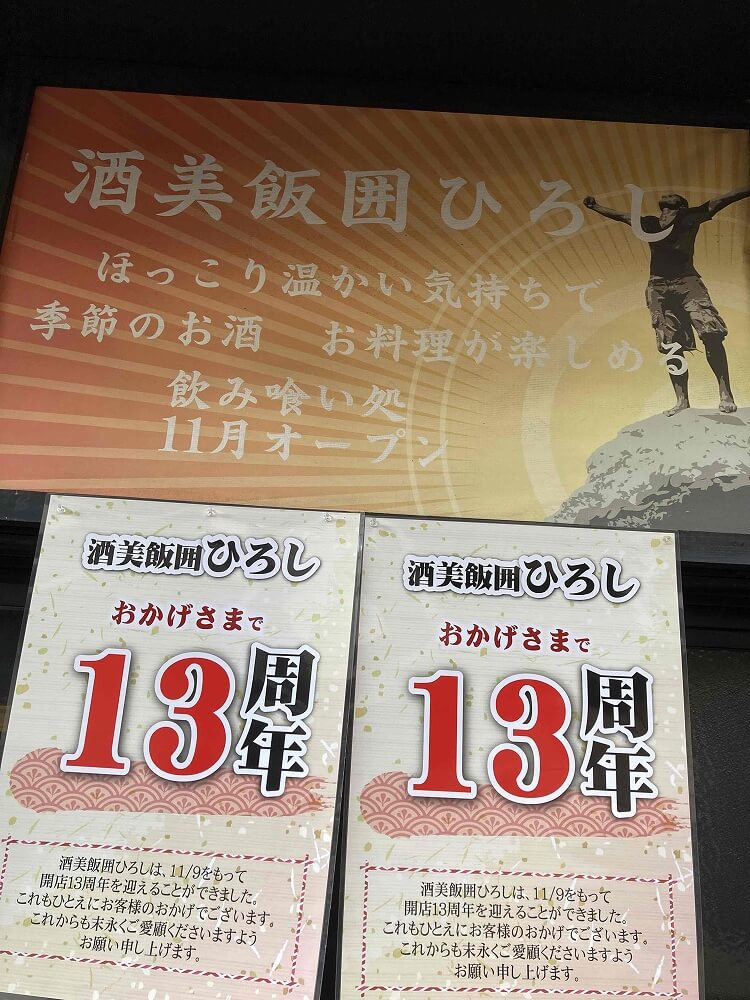 酒美飯囲ひろし
ほっこり温かい気持ちで
季節のお酒　お料理が楽しめる
飲み喰い処
11月オープン
酒美飯囲ひろし
おかげさまで
13周年
酒美飯囲ひろしは、11/9をもって
開店13周年を迎えることができました。
これもひとえにお客様のおかげでございます。
これからも末永くご愛顧くださいますよう
お願い申し上げます。
酒美飯囲ひろし
おかげさまで
13周年
酒美飯囲ひろしは、11/9をもって
開店13周年を迎えることができました。
これもひとえにお客様のおかげでございます。
これからも末永くご愛顧くださいますよう
お願い申し上げます。